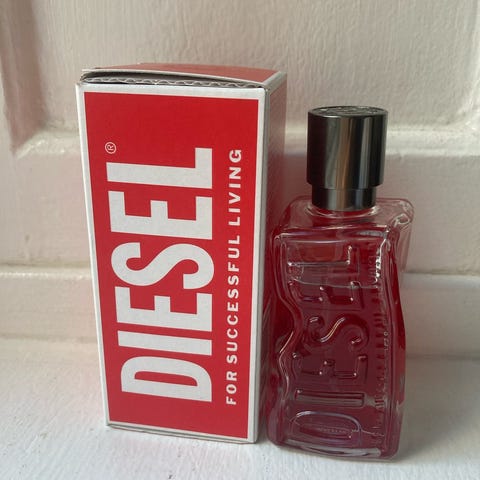 DIESEL®
FOR SUCCESSFUL LIVING
DIESEL